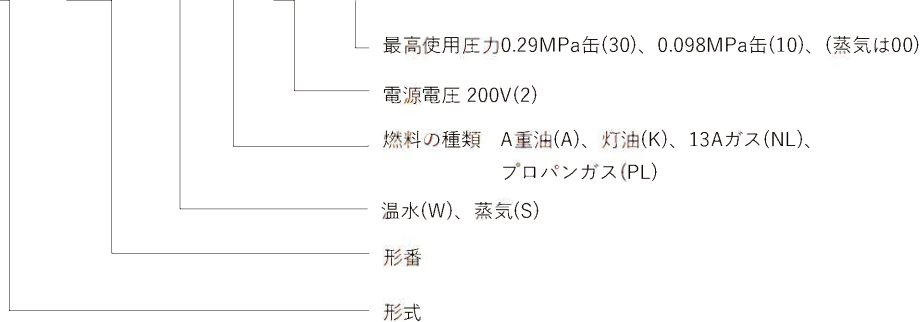 最高使用圧力0.29MPa缶(30)、0.098MPa缶(10)、(蒸気は00)
電源電圧 200V(2)
燃料の種類　A重油(A)、灯油(K)、13Aガス(NL)、
プロパンガス(PL)
温水(W)、蒸気(S)
形番
形式